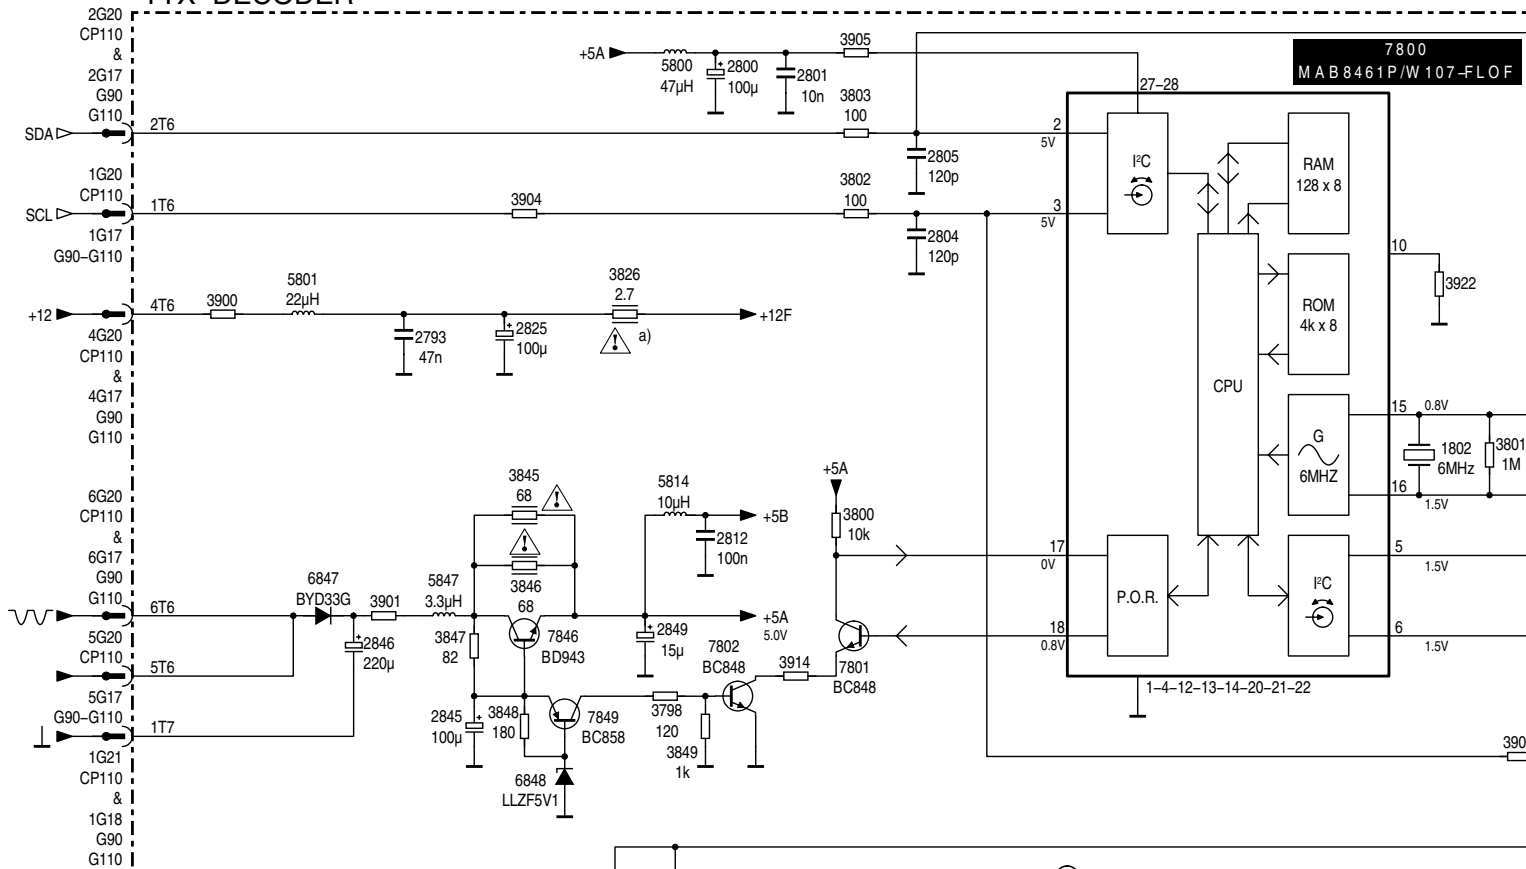 TTX DECODER
2G20
CP110
&
2G17
G90
G110
SDA
2T6
1G20
CP110
SCL
1T6
1G17
G90–G110
+12
4T6
4G20
CP110
&
4G17
G90
G110
6G20
CP110
&
6G17
G90
G110
6T6
5G20
CP110
5T6
5G17
G90–G110
1T7
1G21
CP110
&
1G18
G90
G110
+5A
5800
47µH
+
2800
100µ
2801
10n
3905
3803
100
2805
120p
3904
3802
100
2804
120p
3900
5801
22µH
2793
47n
+
2825
100µ
3826
2.7
!
a)
+12F
6847
BYD33G
+
2846
220µ
3901
5847
3.3µH
3845
68
!
!
3846
68
3847
82
7846
BD943
+
2845
100µ
3848
180
7849
BC858
6848
LLZF5V1
5814
10µH
+5B
2812
100n
+5A
5.0V
+
2849
15µ
3798
120
3849
1k
7802
BC848
3914
7801
BC848
+5A
3800
10k
7800
MAB8461P/W107–FLOF
27–28
2
5V
3
5V
I²C
RAM
128 x 8
ROM
4k x 8
CPU
G
6MHZ
P.O.R.
I²C
17
0V
18
0.8V
10
3922
15
0.8V
16
1.5V
1802
6MHz
3801
1M
5
1.5V
6
1.5V
1–4–12–13–14–20–21–22
390